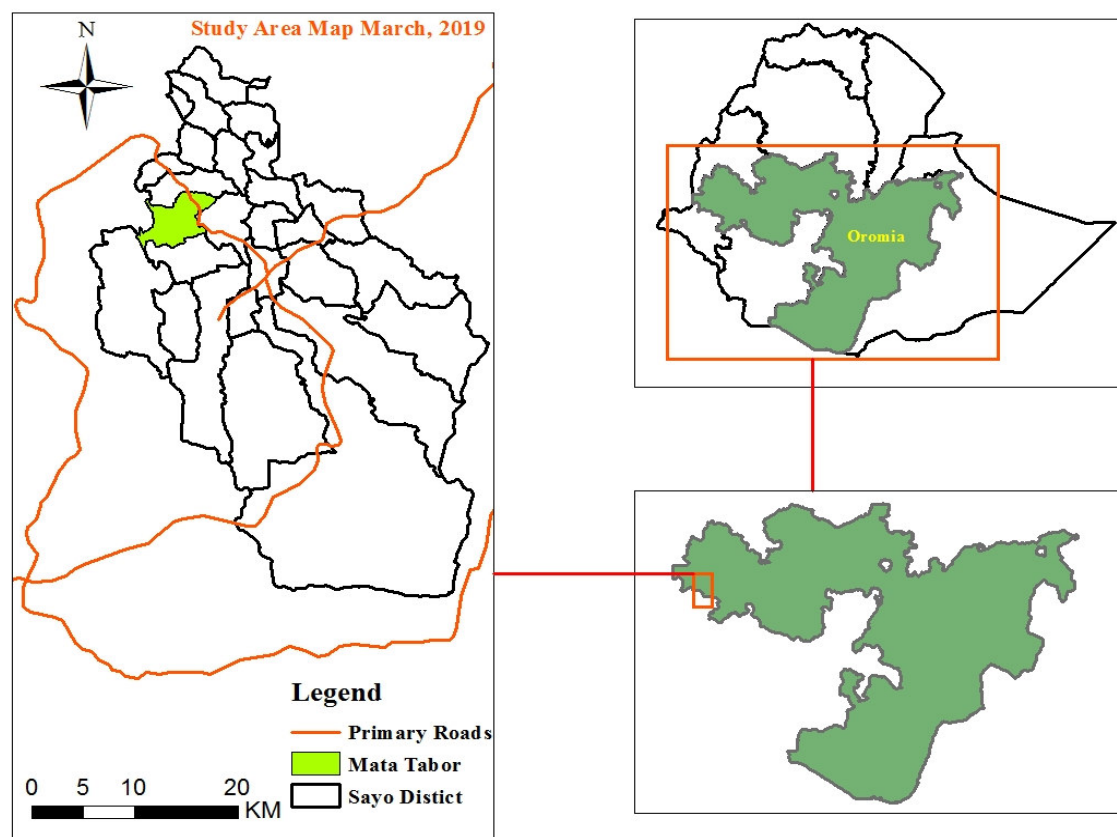 Study Area Map March, 2019
N
Oromia
Legend
Primary Roads
Mata Tabor
Sayo Distict
0 5 10 20
KM